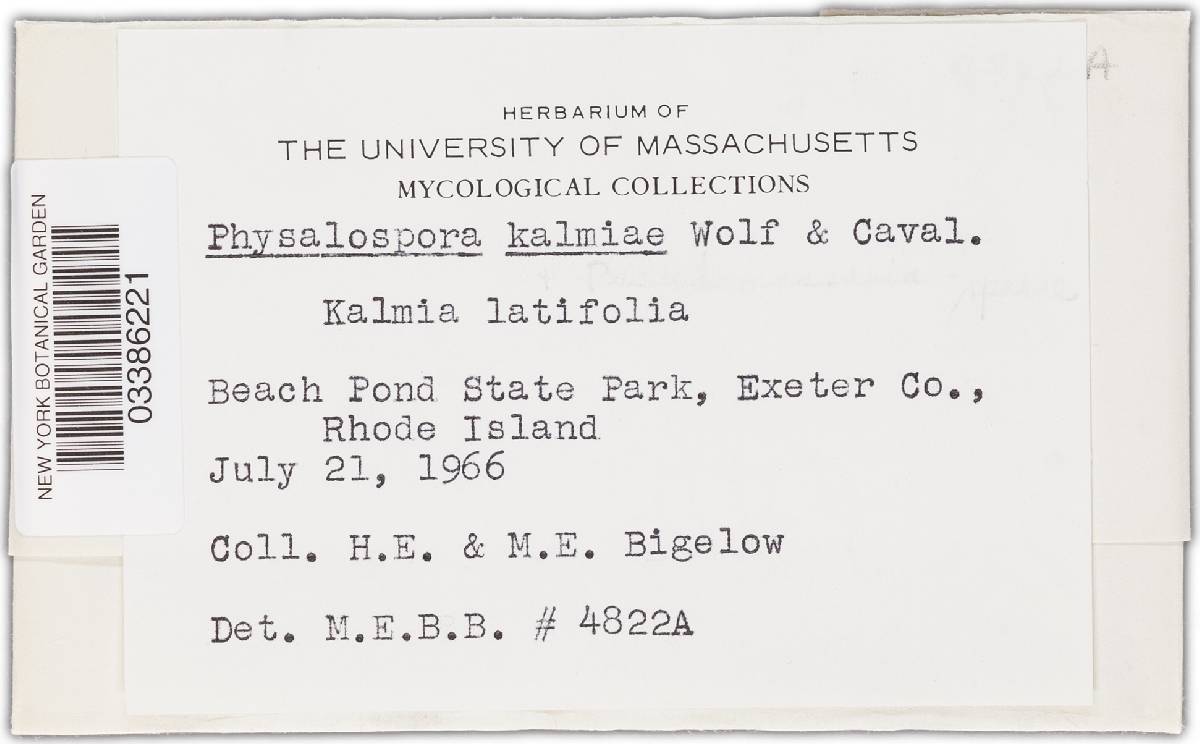 A
HERBARIUM OF
THE UNIVERSITY OF MASSACHUSETTS
MYCOLOGICAL COLLECTIONS
Physalospora kalmiae Wolf & Caval.
Kalmia latifolia
Beach Pond State Park, Exeter Co.,
Rhode Island
July 21, 1966
Coll. H.E. & M.E. Bigelow
Det. M.E.B.B. # 4822A
NEW YORK BOTANICAL GARDEN
03386221